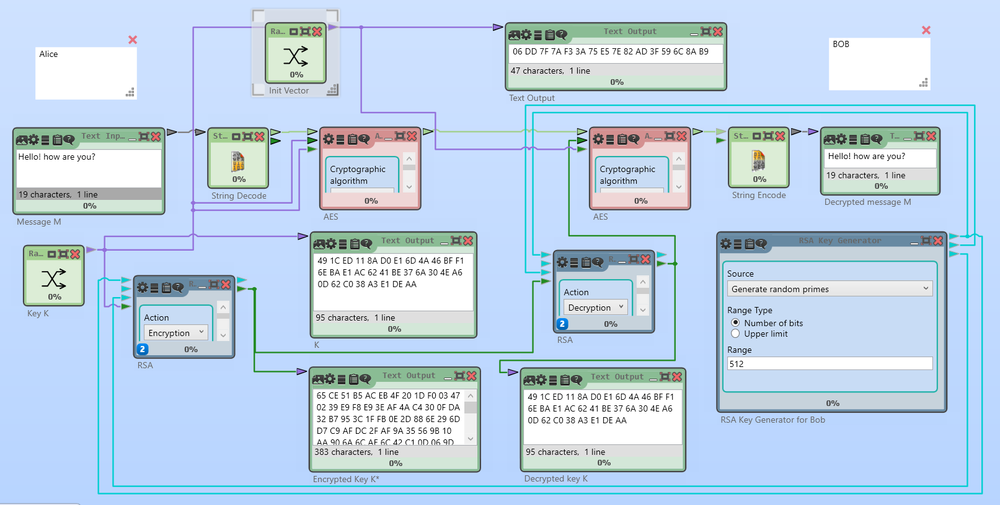 Alice
Ra...
0%
Init Vector
Text Output
06 DD 7F 7A F3 3A 75 E5 7E 82 AD 3F 59 6C 8A B9
47 characters, 1 line
0%
Text Output
BOB
Text Inp...
Hello! how are you?
19 characters, 1 line
0%
Message M
St...
0%
String Decode
A...
Cryptographic
algorithm
0%
AES
A...
Cryptographic
algorithm
0%
AES
St...
0%
String Encode
T...
Hello! how are you?
19 characters, 1 line
0%
Decrypted message M
Ra...
0%
Key K
R...
Action
Encryption
2
0%
RSA
Text Output
49 1C ED 11 8A D0 E1 6D 4A 46 BF F1
6E BA E1 AC 62 41 BE 37 6A 30 4E A6
0D 62 C0 38 A3 E1 DE AA
95 characters, 1 line
0%
K
R...
Action
Decryption
2
0%
RSA
RSA Key Generator
Source
Generate random primes
Range Type
Number of bits
Upper limit
Range
512
0%
RSA Key Generator for Bob
Text Output
65 CE 51 B5 AC EB 4F 20 1D F0 03 47
02 39 E9 F8 E9 3E AF 4A C4 30 0F DA
32 B7 95 3C 1F FB 0E 2D 88 6E 29 6D
D7 C9 AF DC 2F AF 9A 35 56 9B 10
AA 90 6A 6C AE 6C 42 C1 0D 06 9D
383 characters, 1 line
0%
Encrypted Key K*
Text Output
49 1C ED 11 8A D0 E1 6D 4A 46 BF F1
6E BA E1 AC 62 41 BE 37 6A 30 4E A6
0D 62 C0 38 A3 E1 DE AA
95 characters, 1 line
0%
Decrypted key K